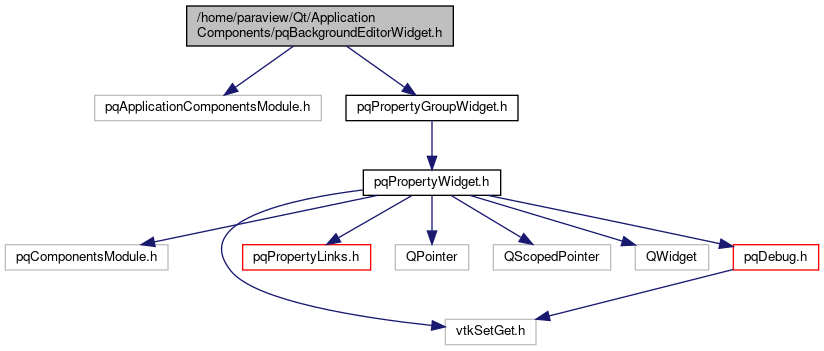 /home/paraview/Qt/Application
Components/pqBackgroundEditorWidget.h
pqApplicationComponentsModule.h
pqPropertyGroupWidget.h
pqPropertyWidget.h
pqComponentsModule.h
pqPropertyLinks.h
QPointer
QScopedPointer
QWidget
pqDebug.h
vtkSetGet.h